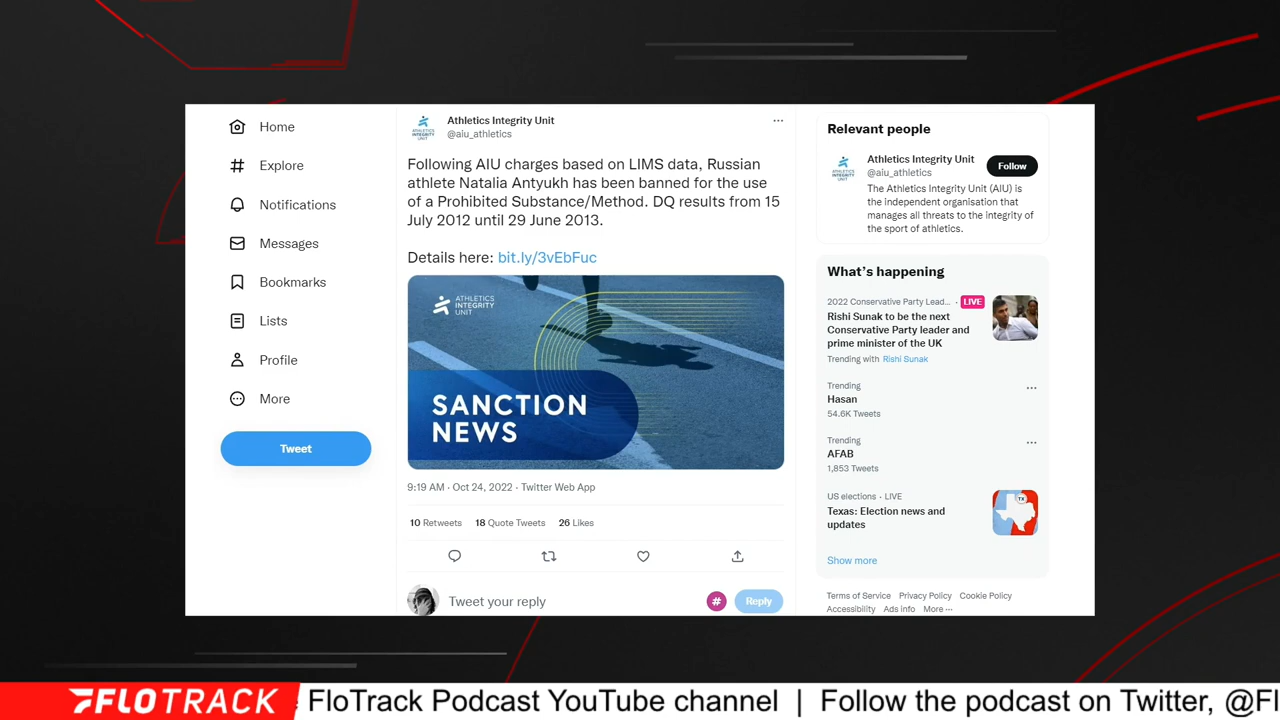 Home
Explore
Notifications
Messages
Bookmarks
Lists
Profile
More
Tweet
ATHLETICS
INTEGRITY
UNIT
Athletics Integrity Unit
@aiu_athletics
Following AIU charges based on LIMS data, Russian
athlete Natalia Antyukh has been banned for the use
of a Prohibited Substance/Method. DQ results from 15
July 2012 until 29 June 2013.
Details here: bit.ly/3vEbFuc
ATHLETICS
INTEGRITY
UNIT
SANCTION
NEWS
9:19 AM · Oct 24, 2022 · Twitter Web App
10 Retweets 18 Quote Tweets 26 Likes
Tweet your reply
#
Reply
Relevant people
ATHLETICS
INTEGRITY
UNIT
Athletics Integrity Unit
@aiu_athletics
Follow
The Athletics Integrity Unit (AIU) is
the independent organisation that
manages all threats to the integrity of
the sport of athletics.
What's happening
2022 Conservative Party Lead... · LIVE
Rishi Sunak to be the next
Conservative Party leader and
prime minister of the UK
Trending with Rishi Sunak
Trending
Hasan
54.6K Tweets
Trending
AFAB
1,853 Tweets
US elections · LIVE
Texas: Election news and
updates
TX
Show more
Terms of Service Privacy Policy Cookie Policy
Accessibility Ads info More ...
FLOTRACK
FloTrack Podcast YouTube channel | Follow the podcast on Twitter, @Fl